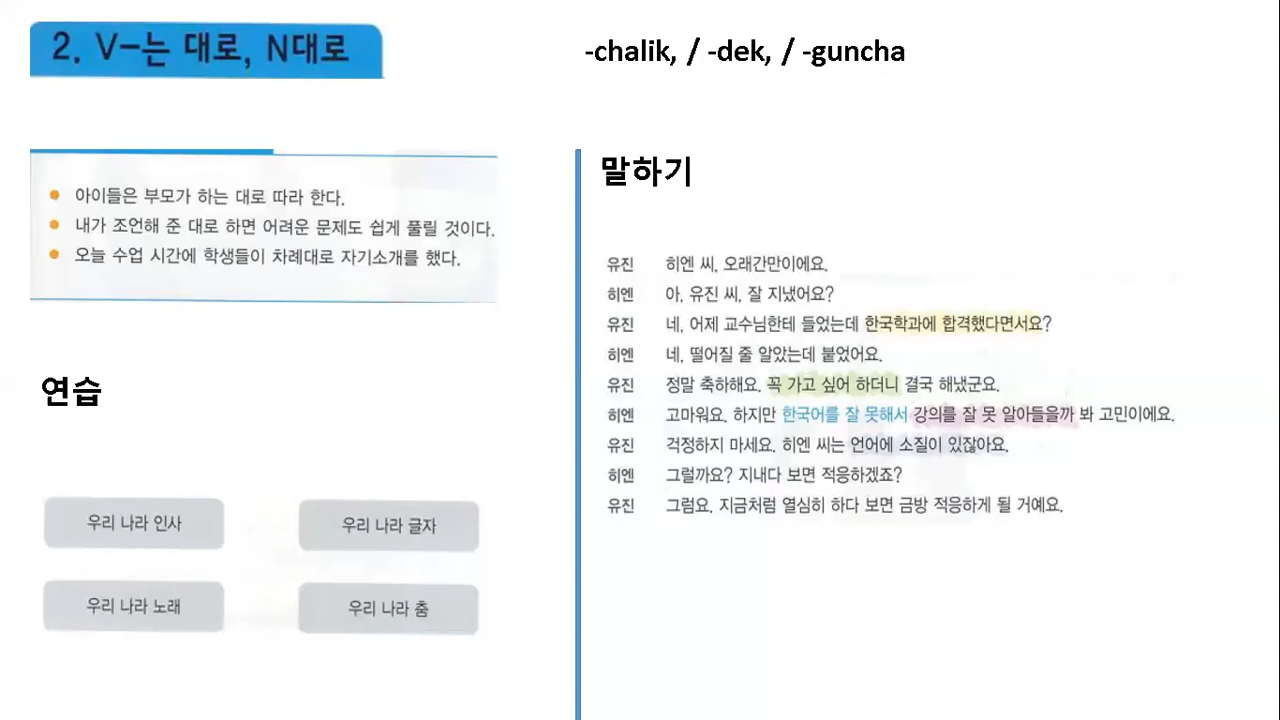 2. V-는 대로, N대로
-chalik, / -dek, / -guncha
아이들은 부모가 하는 대로 따라 한다.
내가 조언해 준 대로 하면 어려운 문제도 쉽게 풀릴 것이다.
오늘 수업 시간에 학생들이 차례대로 자기소개를 했다.
연습
우리 나라 인사
우리 나라 글자
우리 나라 노래
우리 나라 춤
말하기
유진 히엔 씨, 오래간만이에요.
히엔 아, 유진 씨, 잘 지냈어요?
유진 네, 어제 교수님한테 들었는데 한국학과에 합격했다면서요?
히엔 네, 떨어질 줄 알았는데 붙었어요.
유진 정말 축하해요. 꼭 가고 싶어 하더니 결국 해냈군요.
히엔 고마워요. 하지만 한국어를 잘 못해서 강의를 잘 못 알아들을까 봐 고민이에요.
유진 걱정하지 마세요. 히엔 씨는 언어에 소질이 있잖아요.
히엔 그럴까요? 지내다 보면 적응하겠죠?
유진 그럼요. 지금처럼 열심히 하다 보면 금방 적응하게 될 거예요.